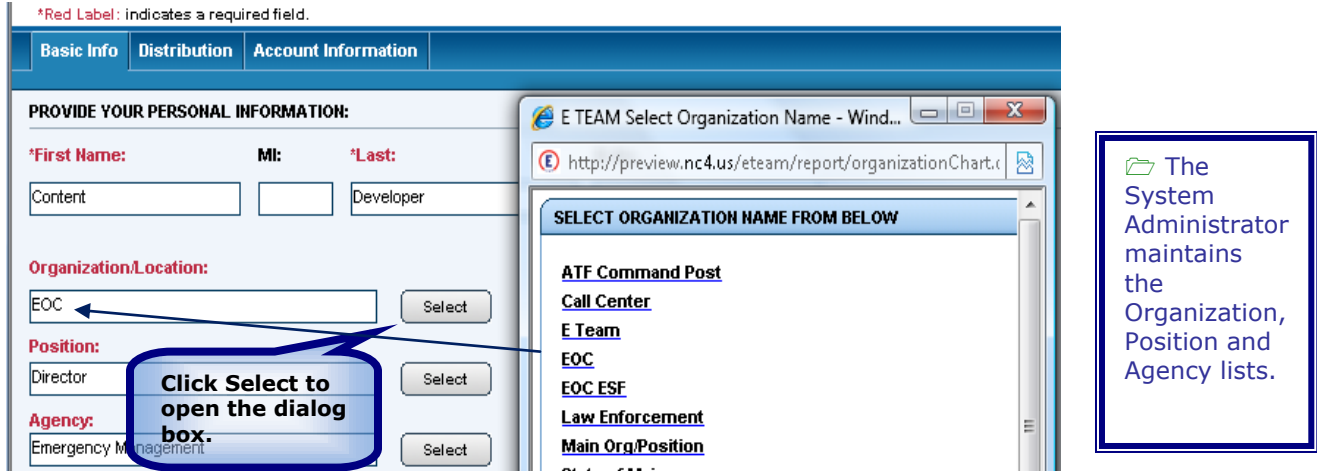 *Red Label: indicates a required field.
Basic Info Distribution Account Information
PROVIDE YOUR PERSONAL INFORMATION:
*First Name: MI: *Last:
Content Developer
Organization/Location:
EOC Select
Position:
Director Select
Agency:
Emergency Management Select
Click Select to
open the dialog
box.
E TEAM Select Organization Name - Wind...
http://preview.nc4.us/eteam/report/organizationChart.c
SELECT ORGANIZATION NAME FROM BELOW
ATF Command Post
Call Center
E Team
EOC
EOC ESF
Law Enforcement
Main Org/Position
The
System
Administrator
maintains
the
Organization,
Position and
Agency lists.